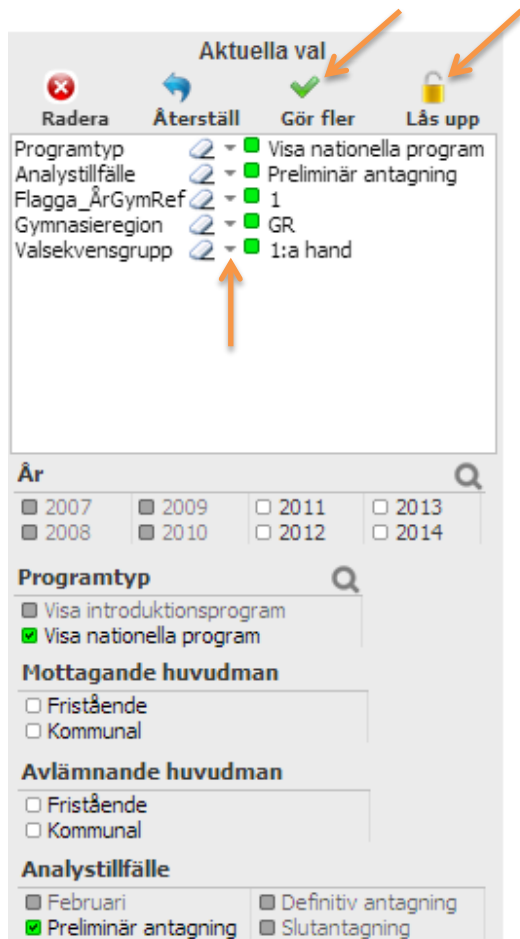 Aktuella val
Radera Återställ Gör fler Lås upp
Programtyp Visa nationella program
Analystillfälle Preliminär antagning
Flagga_ÅrGymRef 1
Gymnasieregion GR
Valsekvensgrupp 1:a hand
År
2007 2009 2011 2013
2008 2010 2012 2014
Programtyp
Visa introduktionsprogram
Visa nationella program
Mottagande huvudman
Fristående
Kommunal
Avlämnande huvudman
Fristående
Kommunal
Analystillfälle
Februari Definitiv antagning
Preliminär antagning Slutantagning